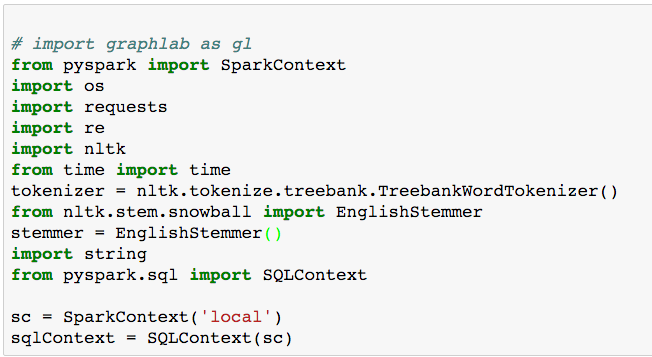 # import graphlab as gl
from pyspark import SparkContext
import os
import requests
import re
import nltk
from time import time
tokenizer = nltk.tokenize.treebank.TreebankWordTokenizer()
from nltk.stem.snowball import EnglishStemmer
stemmer = EnglishStemmer()
import string
from pyspark.sql import SQLContext
sc = SparkContext('local')
sqlContext = SQLContext(sc)